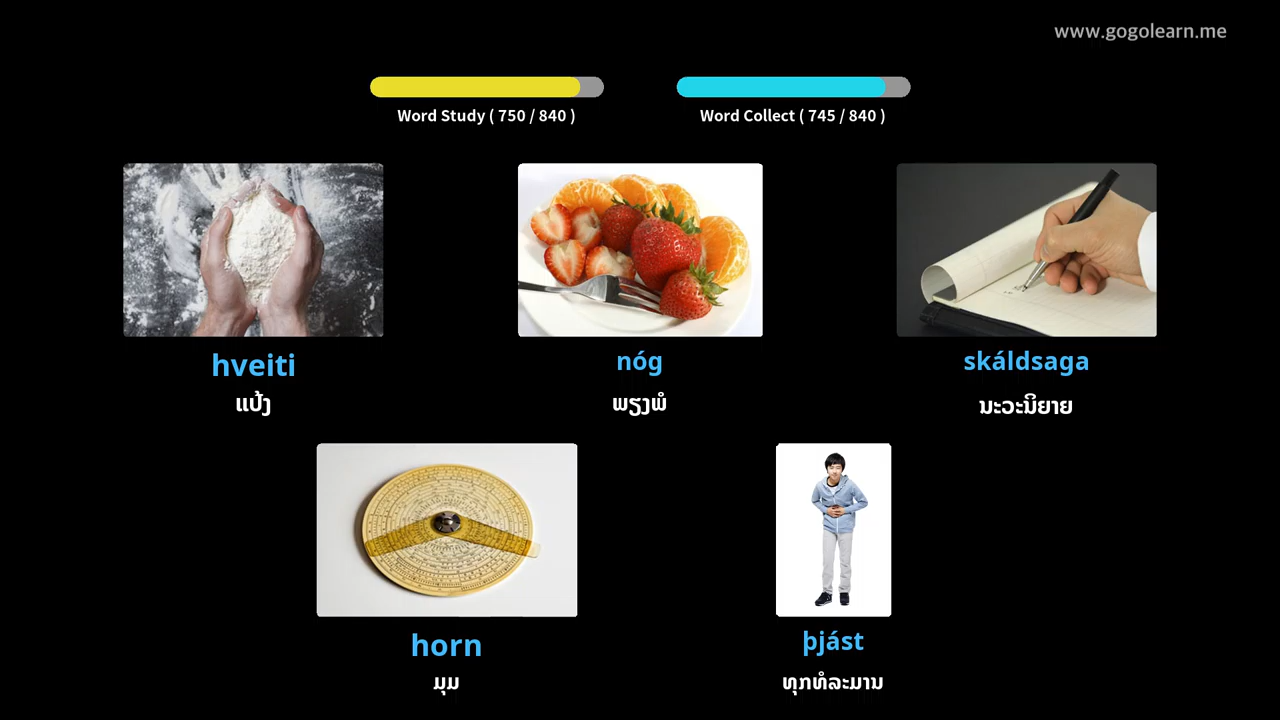 www.gogolearn.me
Word Study ( 750 / 840 )
Word Collect ( 745 / 840 )
hveiti
ແປ້ງ
nóg
ພຽງພໍ
skáldsaga
ນະວະນິຍາຍ
horn
ມຸມ
þjást
ທຸກທໍລະມານ